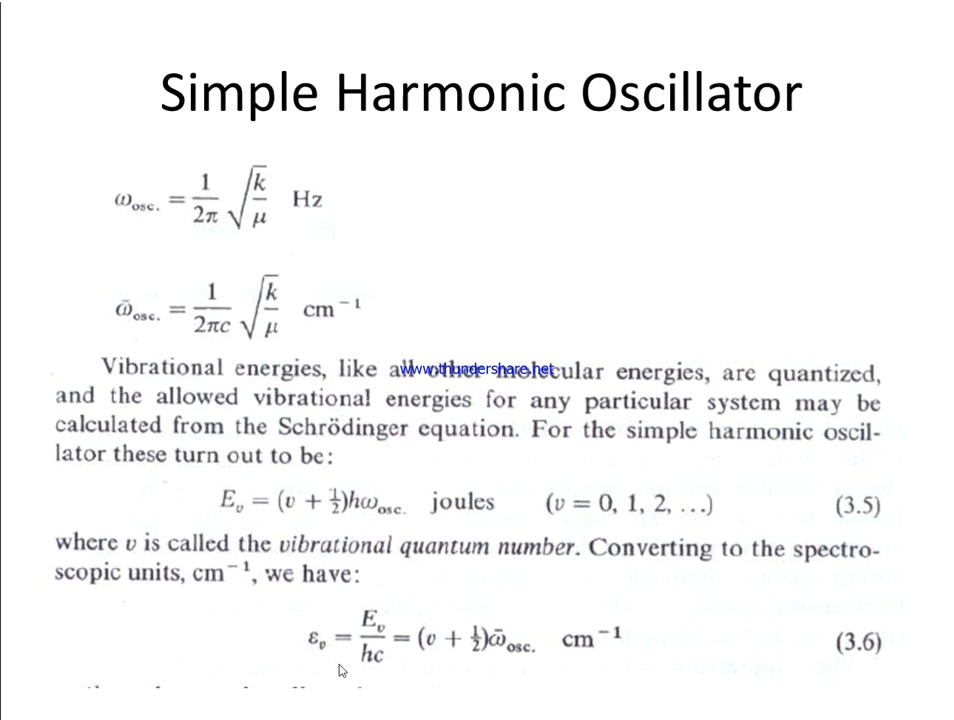 Simple Harmonic Oscillator
ω_osc. = 1/2π √(k/μ) Hz
ω̄_osc. = 1/2πc √(k/μ) cm⁻¹
Vibrational energies, like all other molecular energies, are quantized,
www.thundershare.net
and the allowed vibrational energies for any particular system may be
calculated from the Schrödinger equation. For the simple harmonic oscil-
lator these turn out to be:
E_v = (v + ½)hω_osc. joules (v = 0, 1, 2, ...) (3.5)
where v is called the vibrational quantum number. Converting to the spectro-
scopic units, cm⁻¹, we have:
ε_v = E_v/hc = (v + ½)ω̄_osc. cm⁻¹ (3.6)